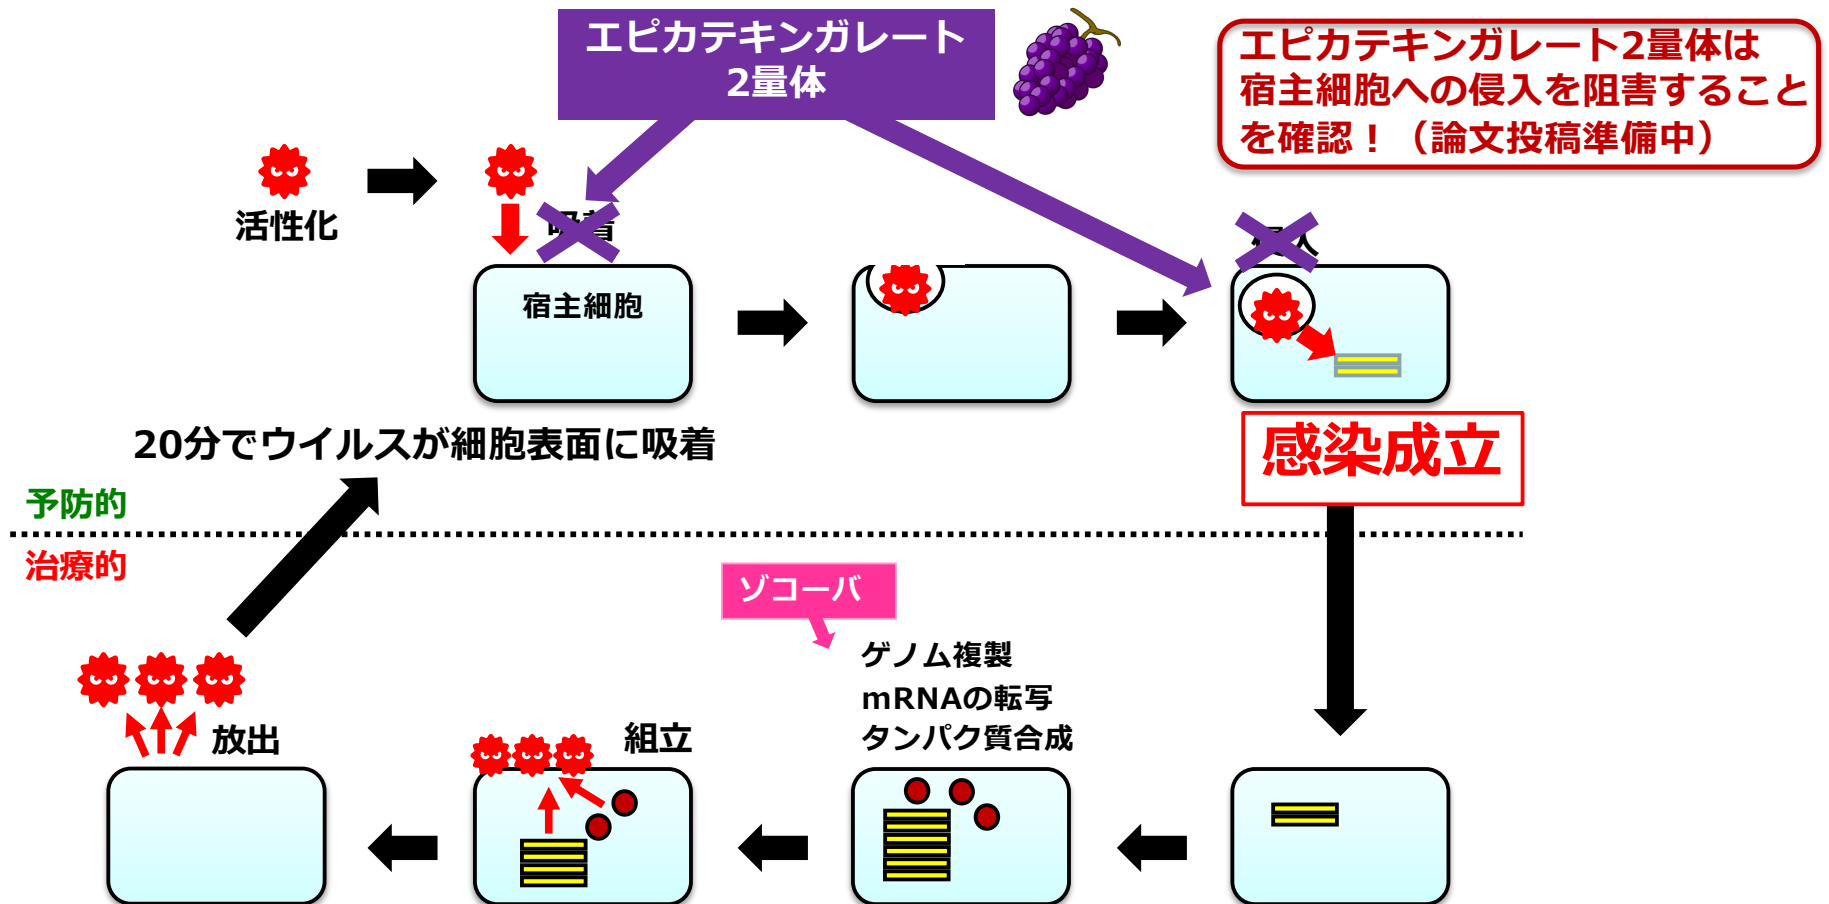 エピカテキンガレート
2量体
エピカテキンガレート2量体は
宿主細胞への侵入を阻害すること
を確認！（論文投稿準備中）
活性化
吸着
侵入
宿主細胞
20分でウイルスが細胞表面に吸着
感染成立
予防的
治療的
ゾコーバ
ゲノム複製
mRNAの転写
タンパク質合成
放出
組立